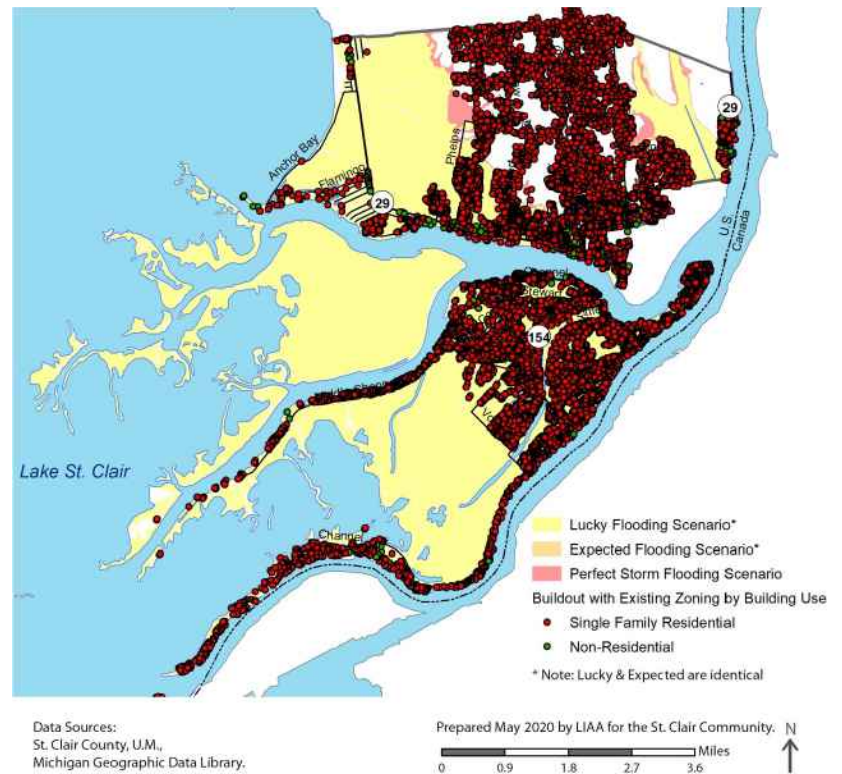 29
Anchor Bay
Flamingo
Phelps
29
U.S.
Canada
Channel
Stewart
154
Lake St. Clair
Channel
Lucky Flooding Scenario*
Expected Flooding Scenario*
Perfect Storm Flooding Scenario
Buildout with Existing Zoning by Building Use
Single Family Residential
Non-Residential
* Note: Lucky & Expected are identical
Data Sources:
St. Clair County, U.M.,
Michigan Geographic Data Library.
Prepared May 2020 by LIAA for the St. Clair Community.
N
Miles
0 0.9 1.8 2.7 3.6